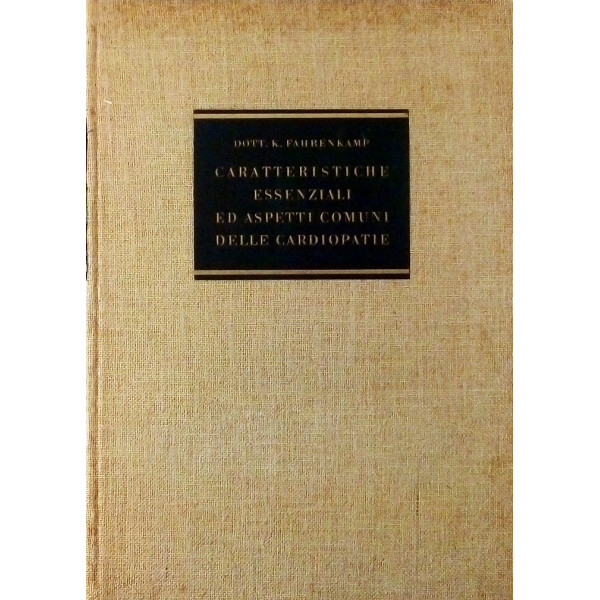 DOTT. K. FAHRENKAMP
CARATTERISTICHE
ESSENZIALI
ED ASPETTI COMUNI
DELLE CARDIOPATIE